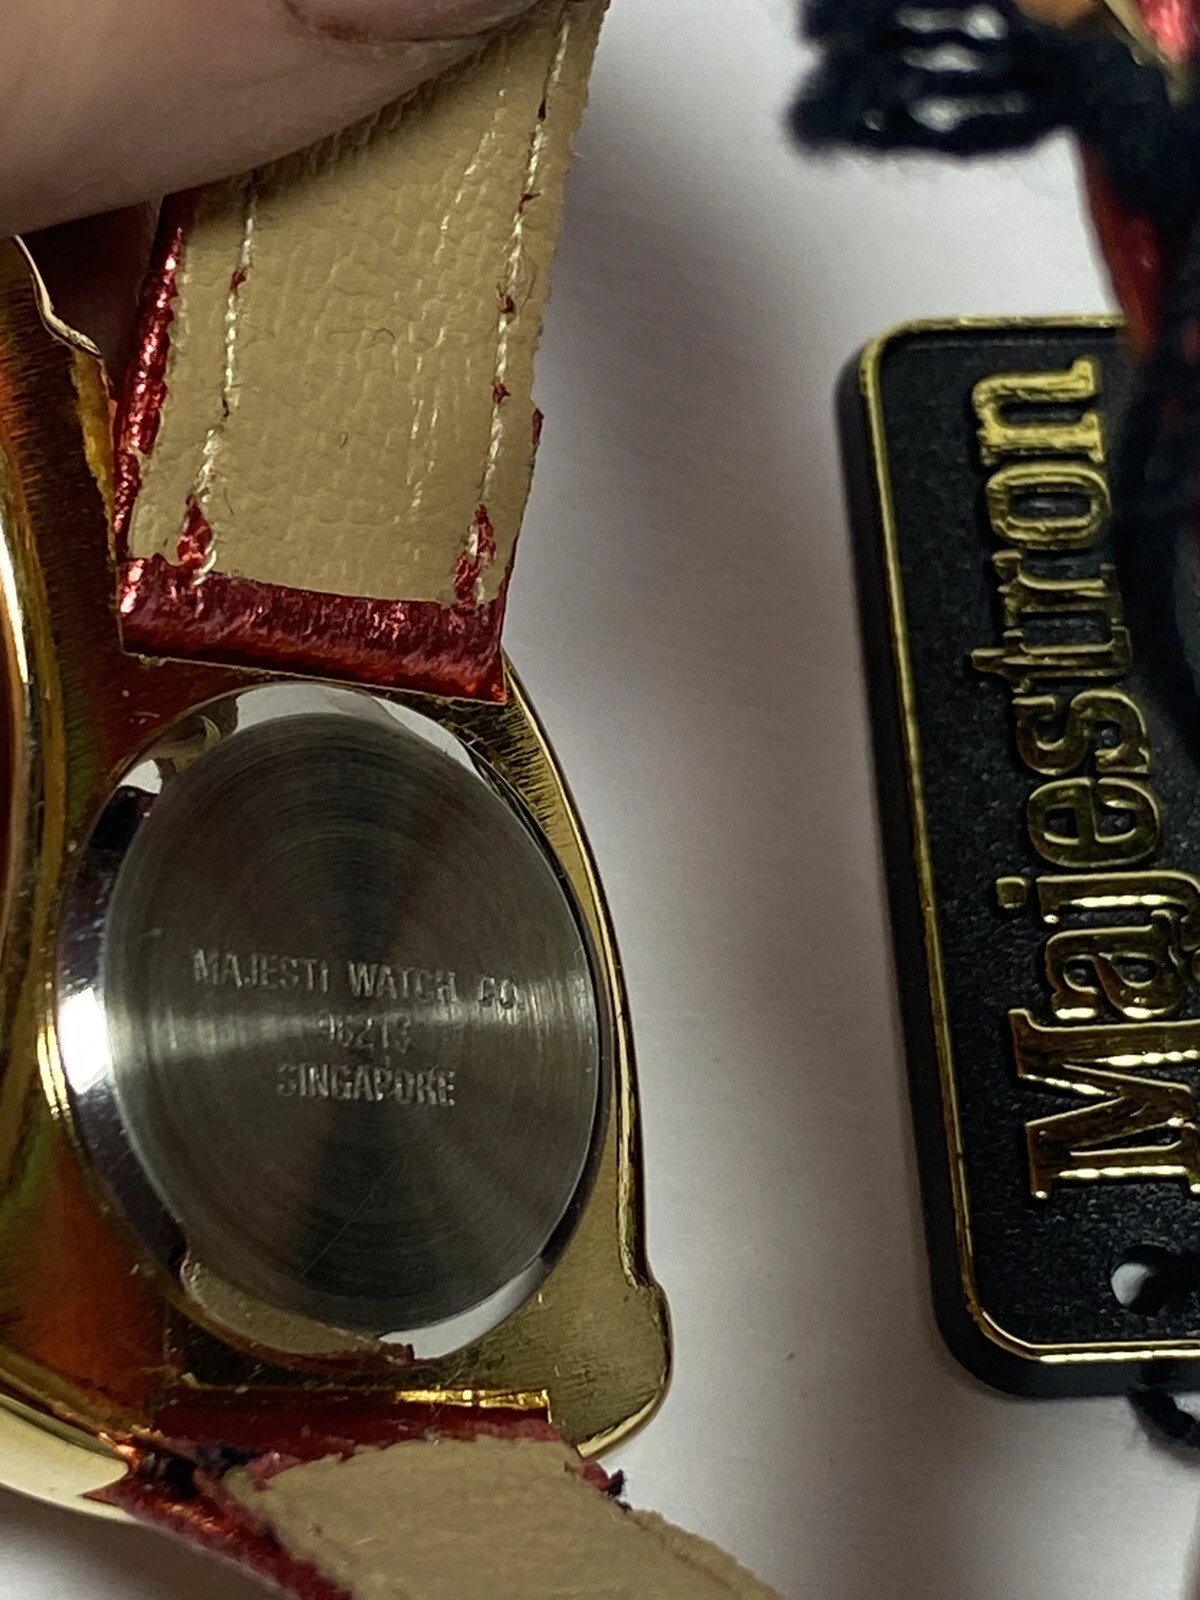 MAJESTI WATCH CO.
96213
SINGAPORE
Majestron